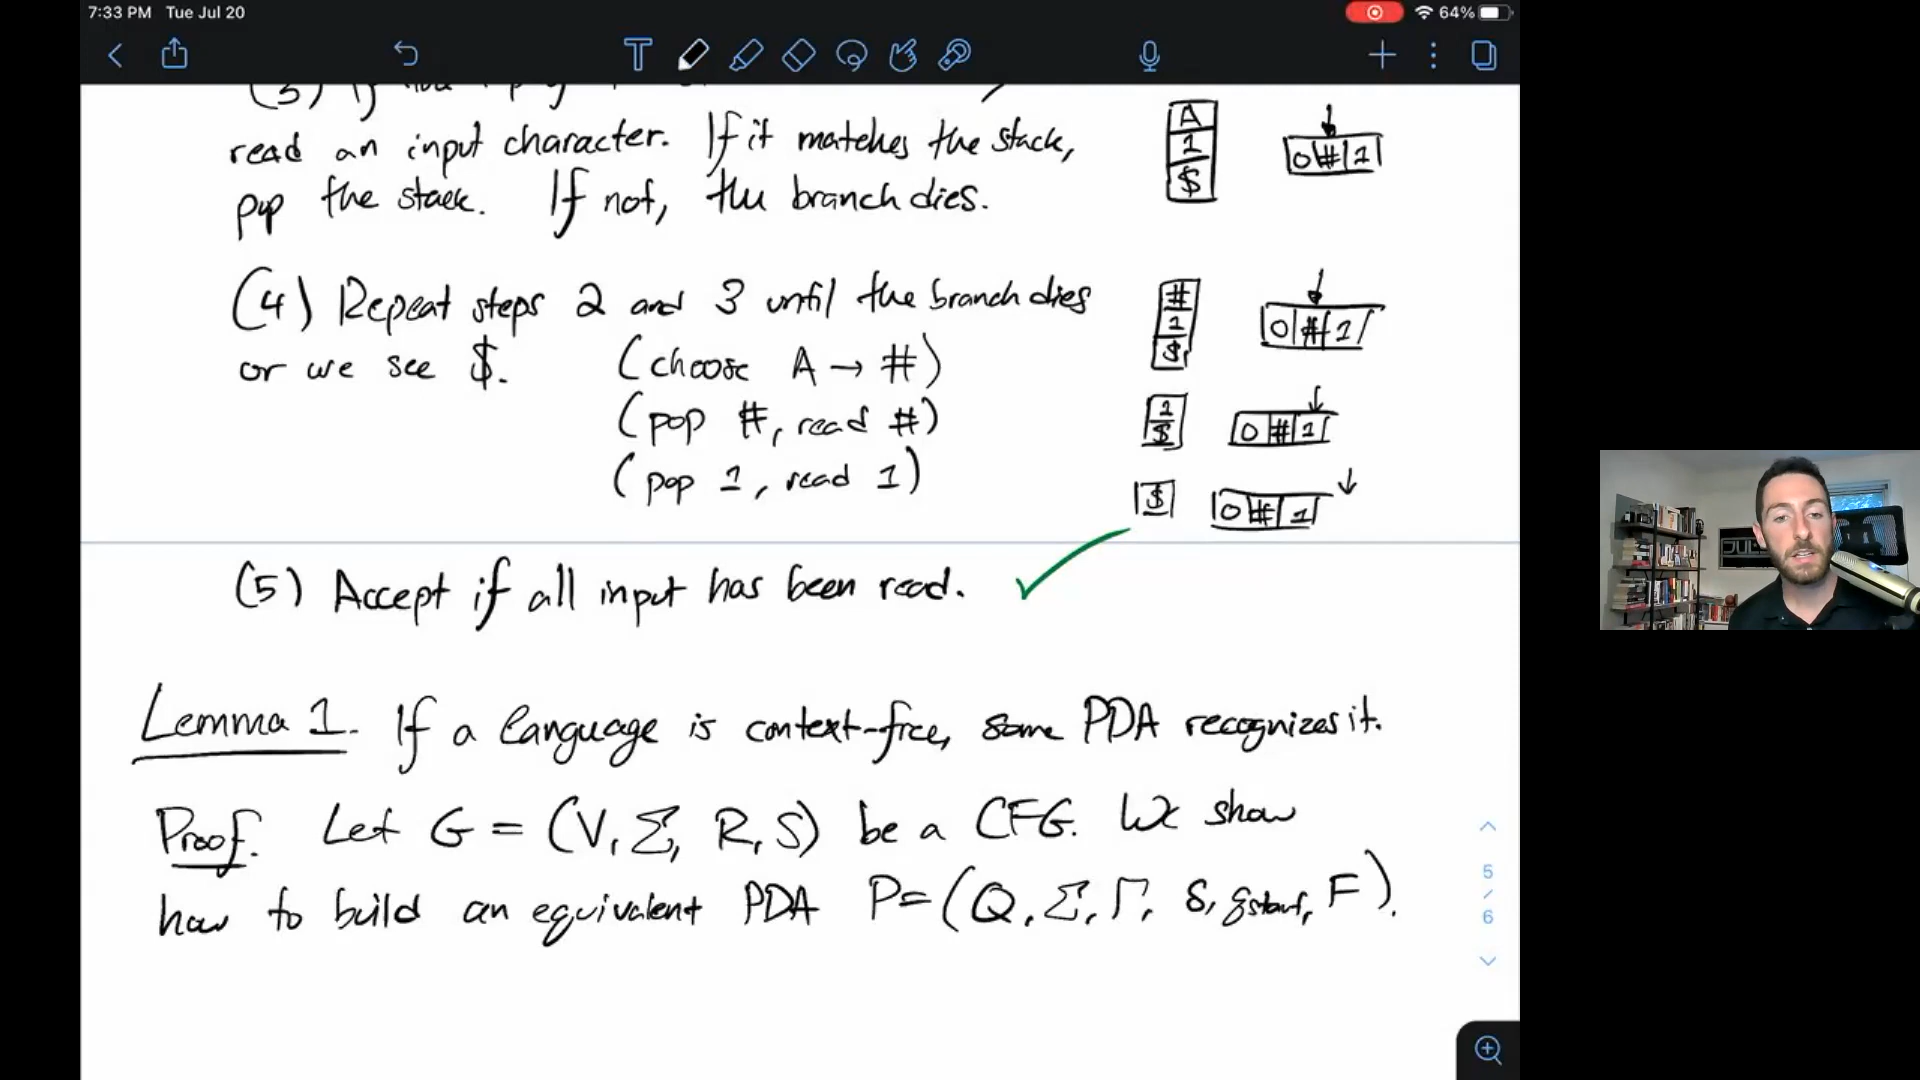 7:33 PM Tue Jul 20
64%
(3) If
read an input character. If it matches the stack,
pop the stack. If not, the branch dies.
A
1
$
0 # 1
(4) Repeat steps 2 and 3 until the branch dies
or we see $. (choose A → #)
(pop #, read #)
(pop 1, read 1)
#
1
$
0 # 1
1
$
0 # 1
$
0 # 1
(5) Accept if all input has been read. ✓
Lemma 1. If a language is context-free, some PDA recognizes it.
Proof. Let G = (V, Σ, R, S) be a CFG. We show
how to build an equivalent PDA P = (Q, Σ, Γ, δ, qstart, F).
5
/
6